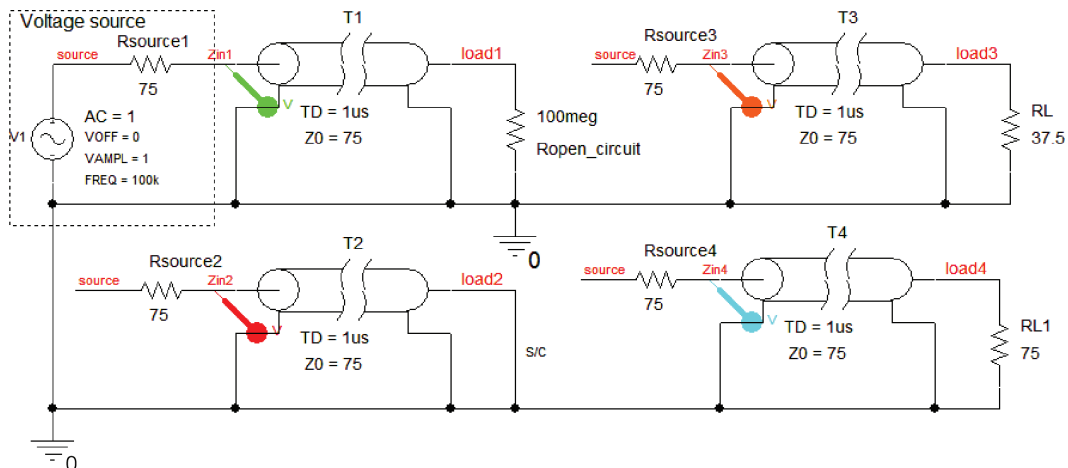 Voltage source
source
Rsource1
75
Zin1
V
T1
TD = 1us
Z0 = 75
load1
100meg
Ropen_circuit
V1
AC = 1
VOFF = 0
VAMPL = 1
FREQ = 100k
0
source
Rsource3
75
Zin3
V
T3
TD = 1us
Z0 = 75
load3
RL
37.5
source
Rsource2
75
Zin2
V
T2
TD = 1us
Z0 = 75
load2
S/C
source
Rsource4
75
Zin4
V
T4
TD = 1us
Z0 = 75
load4
RL1
75
0